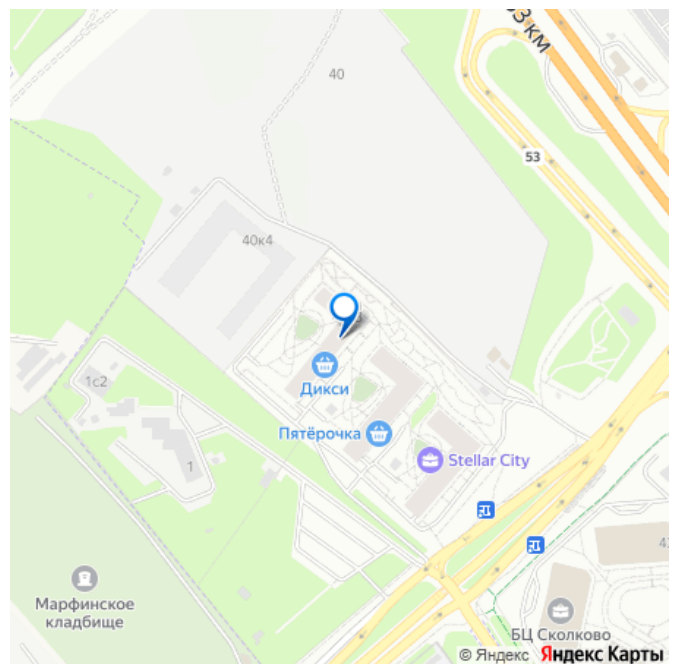 53 км
40
53
40к4
Дикси
1с2
Пятёрочка
Stellar City
1
Марфинское
кладбище
БЦ Сколково
© Яндекс Яндекс Карты